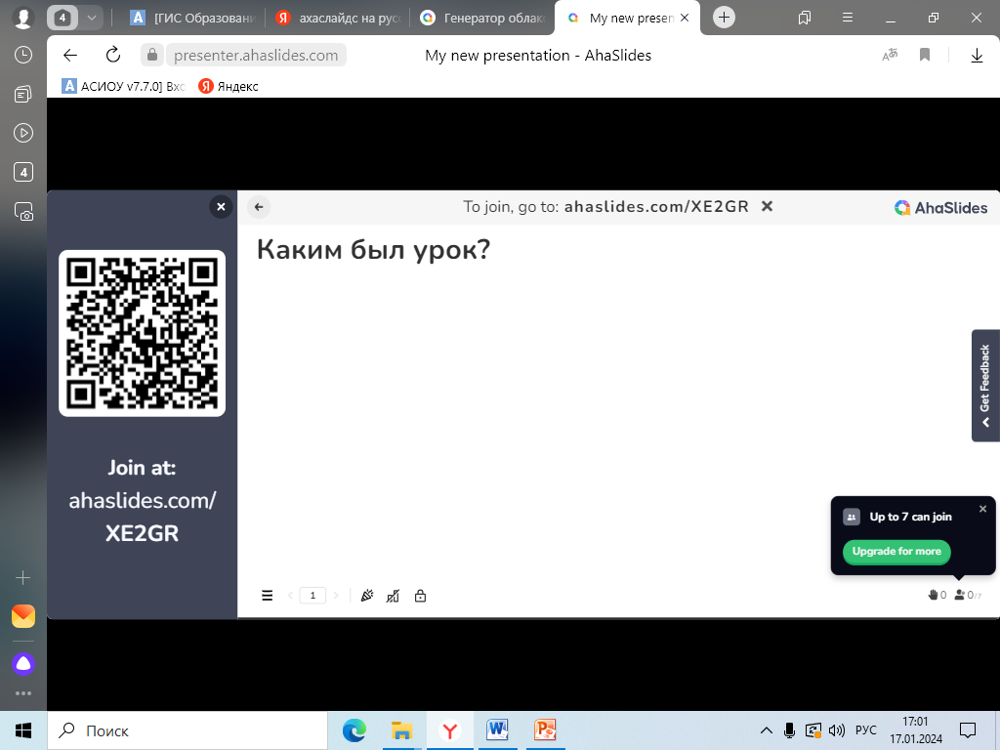 4
[ГИС Образовани
ахаслайдс на русс
Генератор облак
My new presen
presenter.ahaslides.com
My new presentation - AhaSlides
АСИОУ v7.7.0] Вхо
Яндекс
4
To join, go to: ahaslides.com/XE2GR
AhaSlides
Каким был урок?
Join at:
ahaslides.com/
XE2GR
Get Feedback
Up to 7 can join
Upgrade for more
1
0
0/7
Поиск
РУС
17:01
17.01.2024